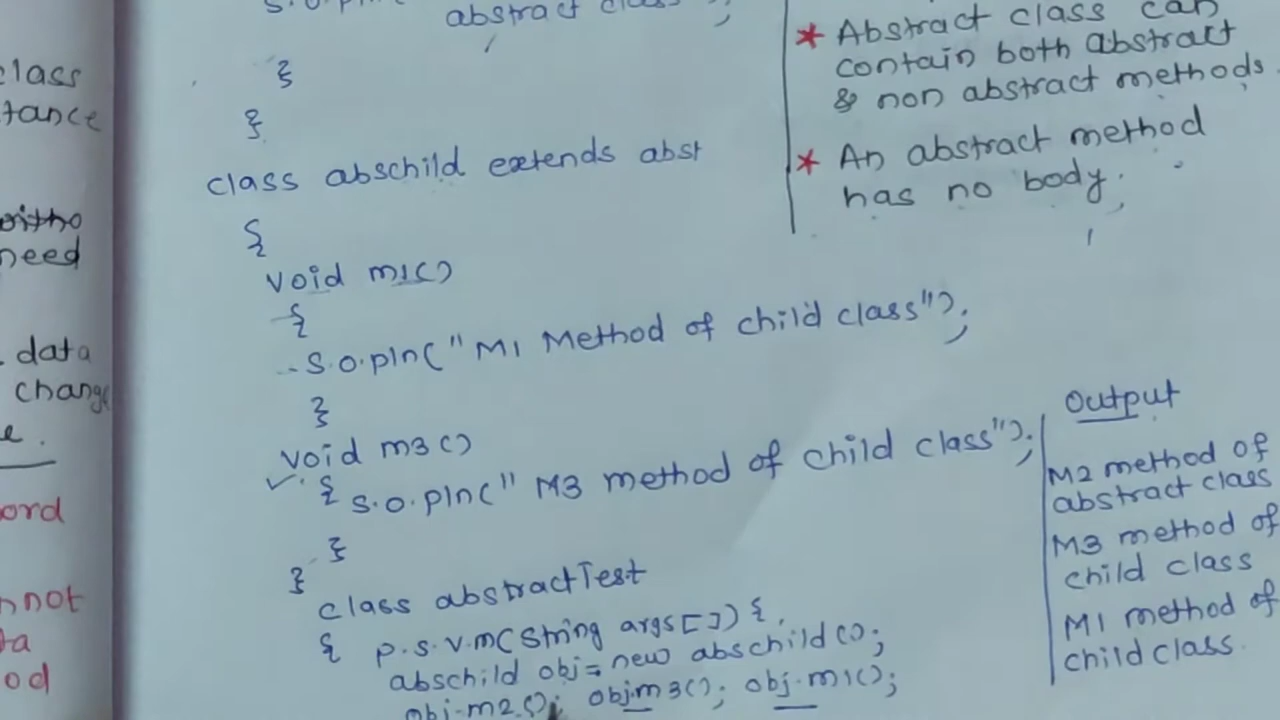 class
tance
need
data
change
e.
ord
nnot
ta
od
s.o.pln(
abstract class
}
}
class abschild extends abst
{
void m1()
{
s.o.pln("M1 Method of child class");
}
void m3()
{ s.o.pln("M3 method of child class");
}
}
class abstractTest
{ p.s.v.m(String args[]) {
abschild obj = new abschild();
obj.m2(); obj.m3(); obj.m1();
* Abstract class can
contain both abstract
& non abstract methods.
* An abstract method
has no body.
Output
M2 method of
abstract class
M3 method of
child class
M1 method of
child class.